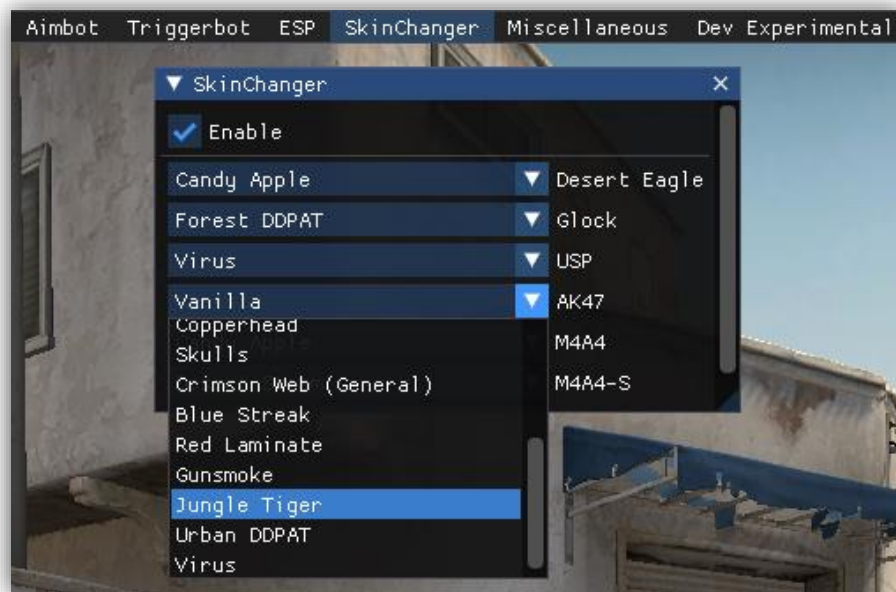 Aimbot Triggerbot ESP SkinChanger Miscellaneous Dev Experimental
SkinChanger
Enable
Candy Apple Desert Eagle
Forest DDPAT Glock
Virus USP
Vanilla AK47
Copperhead
M4A4
Skulls
Crimson Web (General) M4A4-S
Blue Streak
Red Laminate
Gunsmoke
Jungle Tiger
Urban DDPAT
Virus